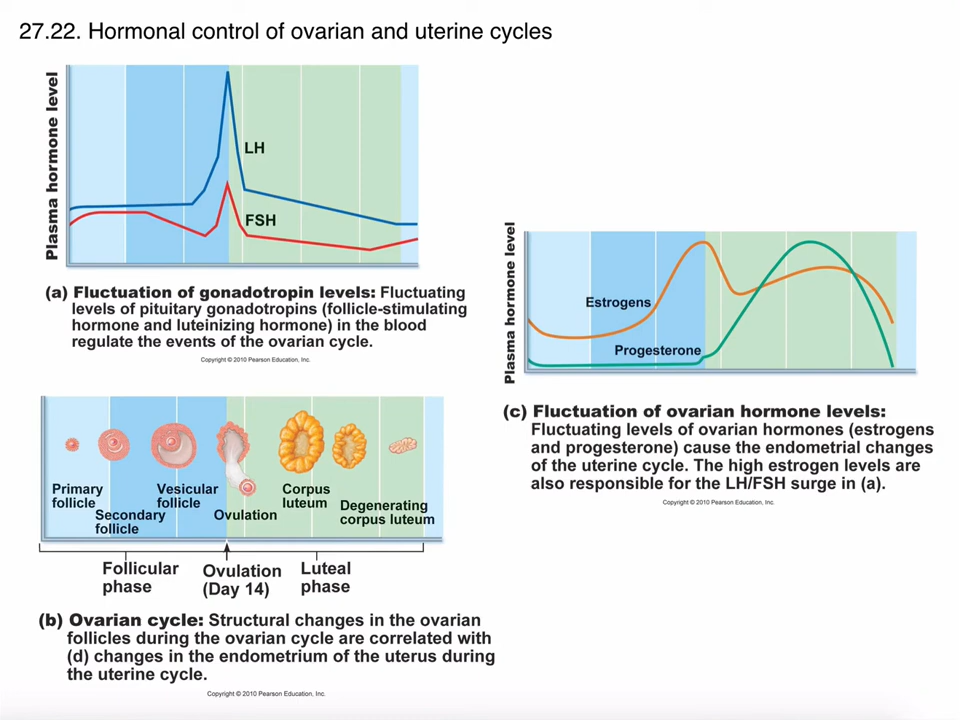 27.22. Hormonal control of ovarian and uterine cycles
Plasma hormone level
LH
FSH
(a) Fluctuation of gonadotropin levels: Fluctuating
levels of pituitary gonadotropins (follicle-stimulating
hormone and luteinizing hormone) in the blood
regulate the events of the ovarian cycle.
Copyright © 2010 Pearson Education, Inc.
Primary
follicle
Secondary
follicle
Vesicular
follicle
Ovulation
Corpus
luteum
Degenerating
corpus luteum
Follicular
phase
Ovulation
(Day 14)
Luteal
phase
(b) Ovarian cycle: Structural changes in the ovarian
follicles during the ovarian cycle are correlated with
(d) changes in the endometrium of the uterus during
the uterine cycle.
Copyright © 2010 Pearson Education, Inc.
Plasma hormone level
Estrogens
Progesterone
(c) Fluctuation of ovarian hormone levels:
Fluctuating levels of ovarian hormones (estrogens
and progesterone) cause the endometrial changes
of the uterine cycle. The high estrogen levels are
also responsible for the LH/FSH surge in (a).
Copyright © 2010 Pearson Education, Inc.